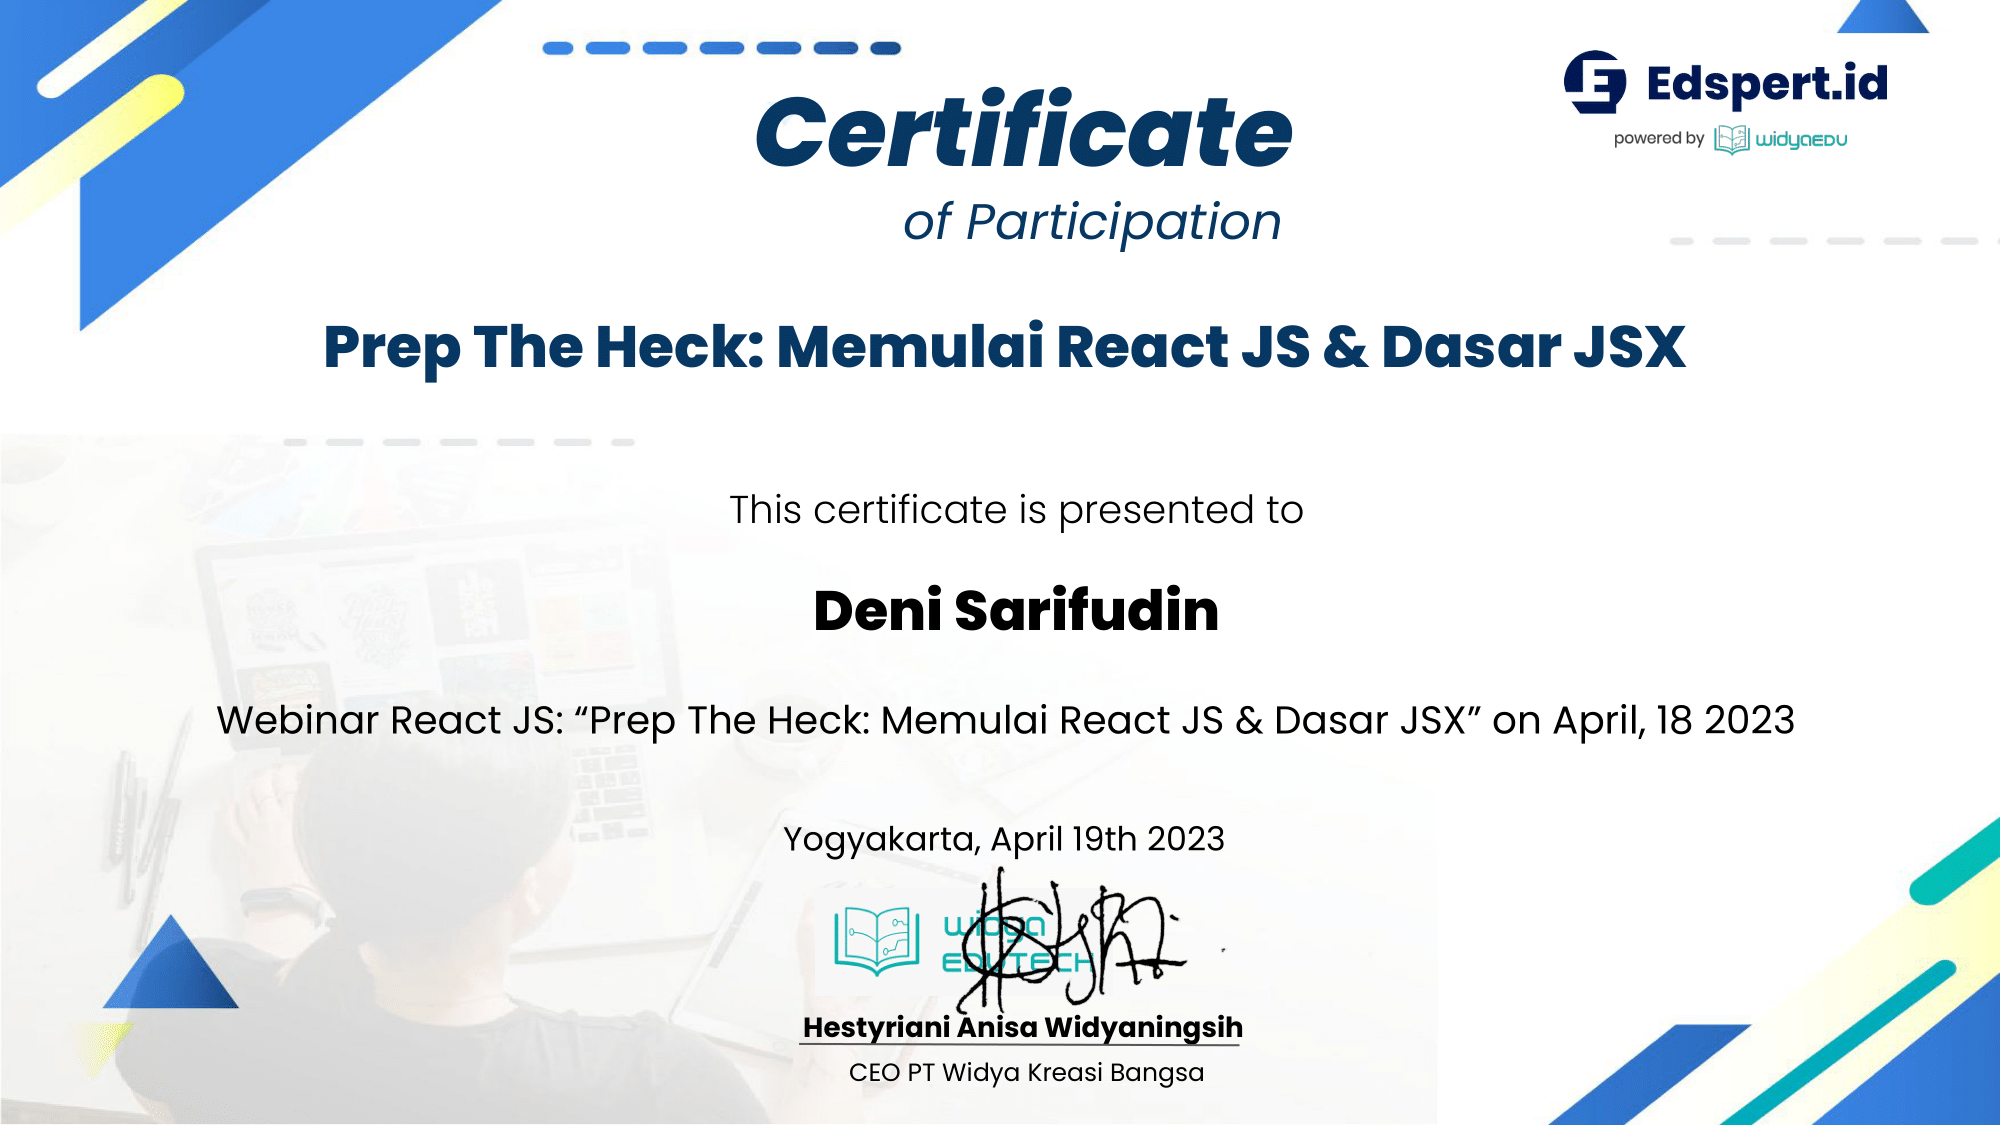 Certificate
of Participation
Edspert.id
powered by widyaEDU
Prep The Heck: Memulai React JS & Dasar JSX
This certificate is presented to
Deni Sarifudin
Webinar React JS: “Prep The Heck: Memulai React JS & Dasar JSX” on April, 18 2023
Yogyakarta, April 19th 2023
widya
EDUTECH
Hestyriani Anisa Widyaningsih
CEO PT Widya Kreasi Bangsa